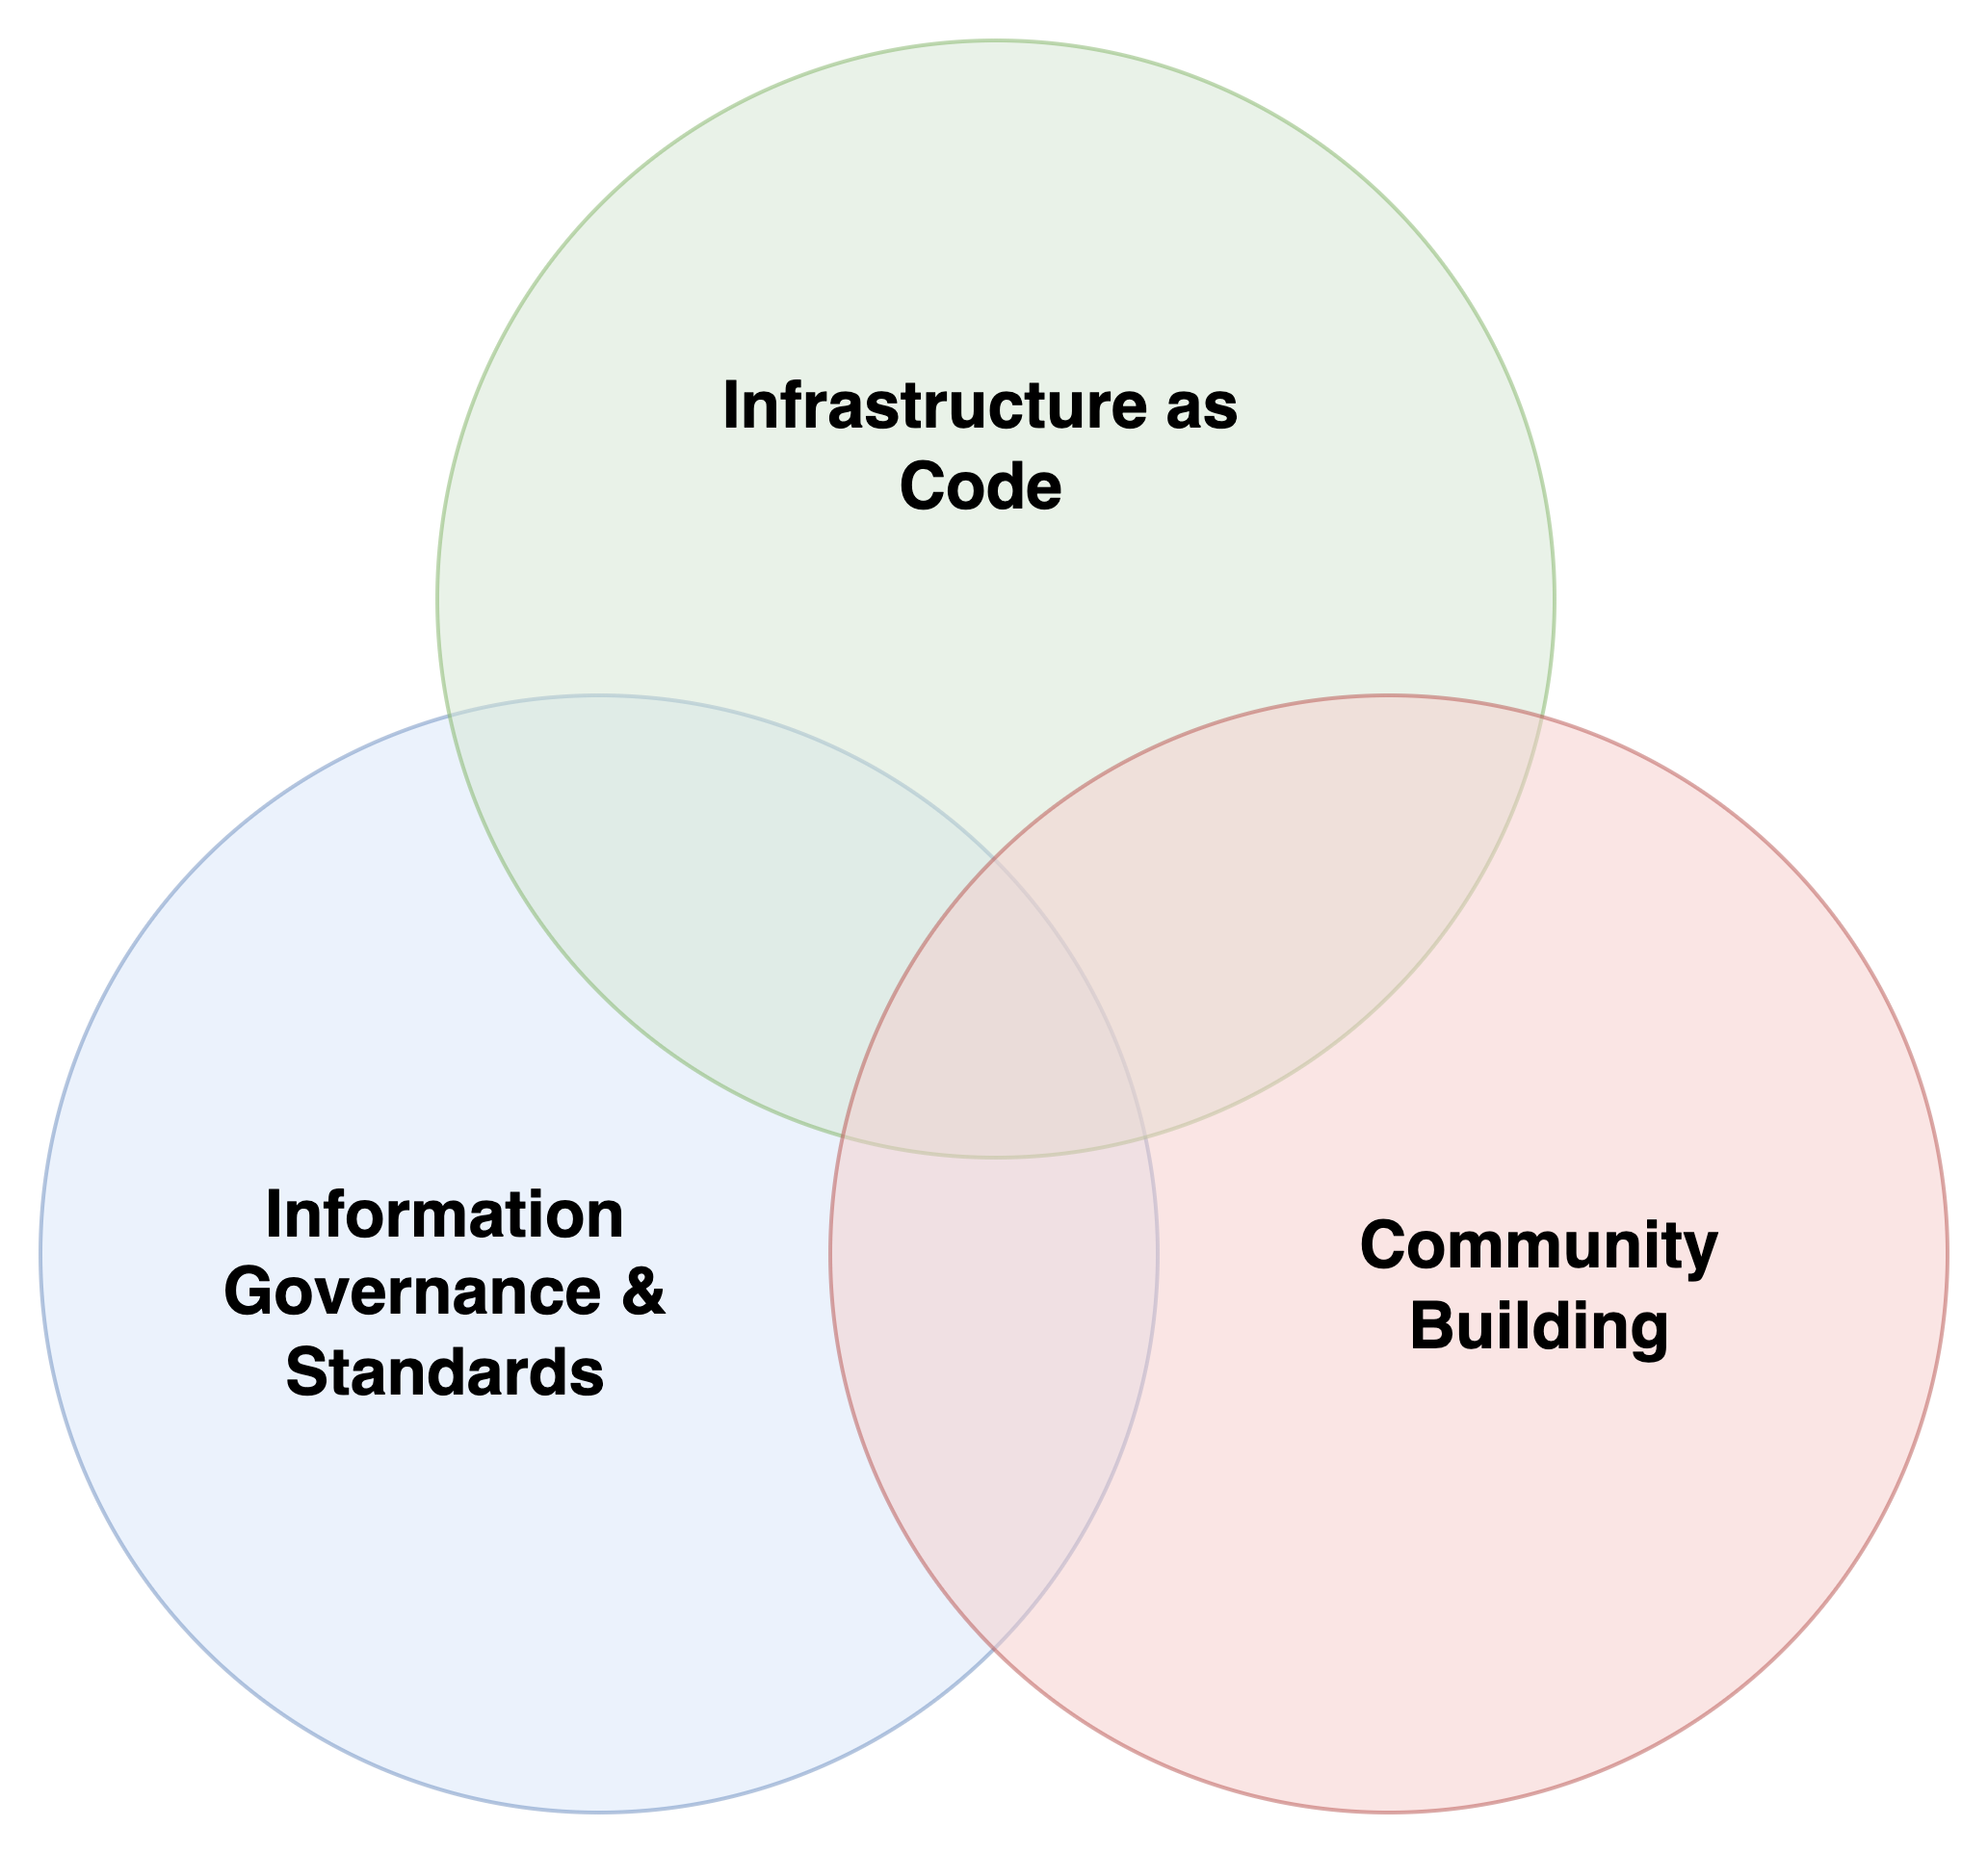 Infrastructure as
Code
Information
Governance &
Standards
Community
Building